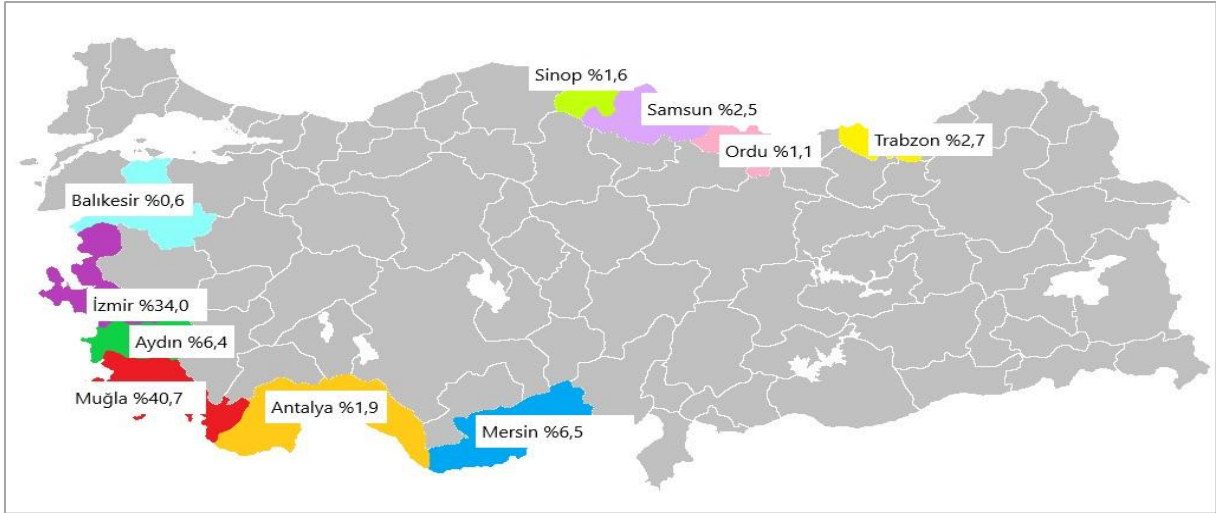 Sinop %1,6
Samsun %2,5
Trabzon %2,7
Ordu %1,1
Balıkesir %0,6
İzmir %34,0
Aydın %6,4
Muğla %40,7
Antalya %1,9
Mersin %6,5